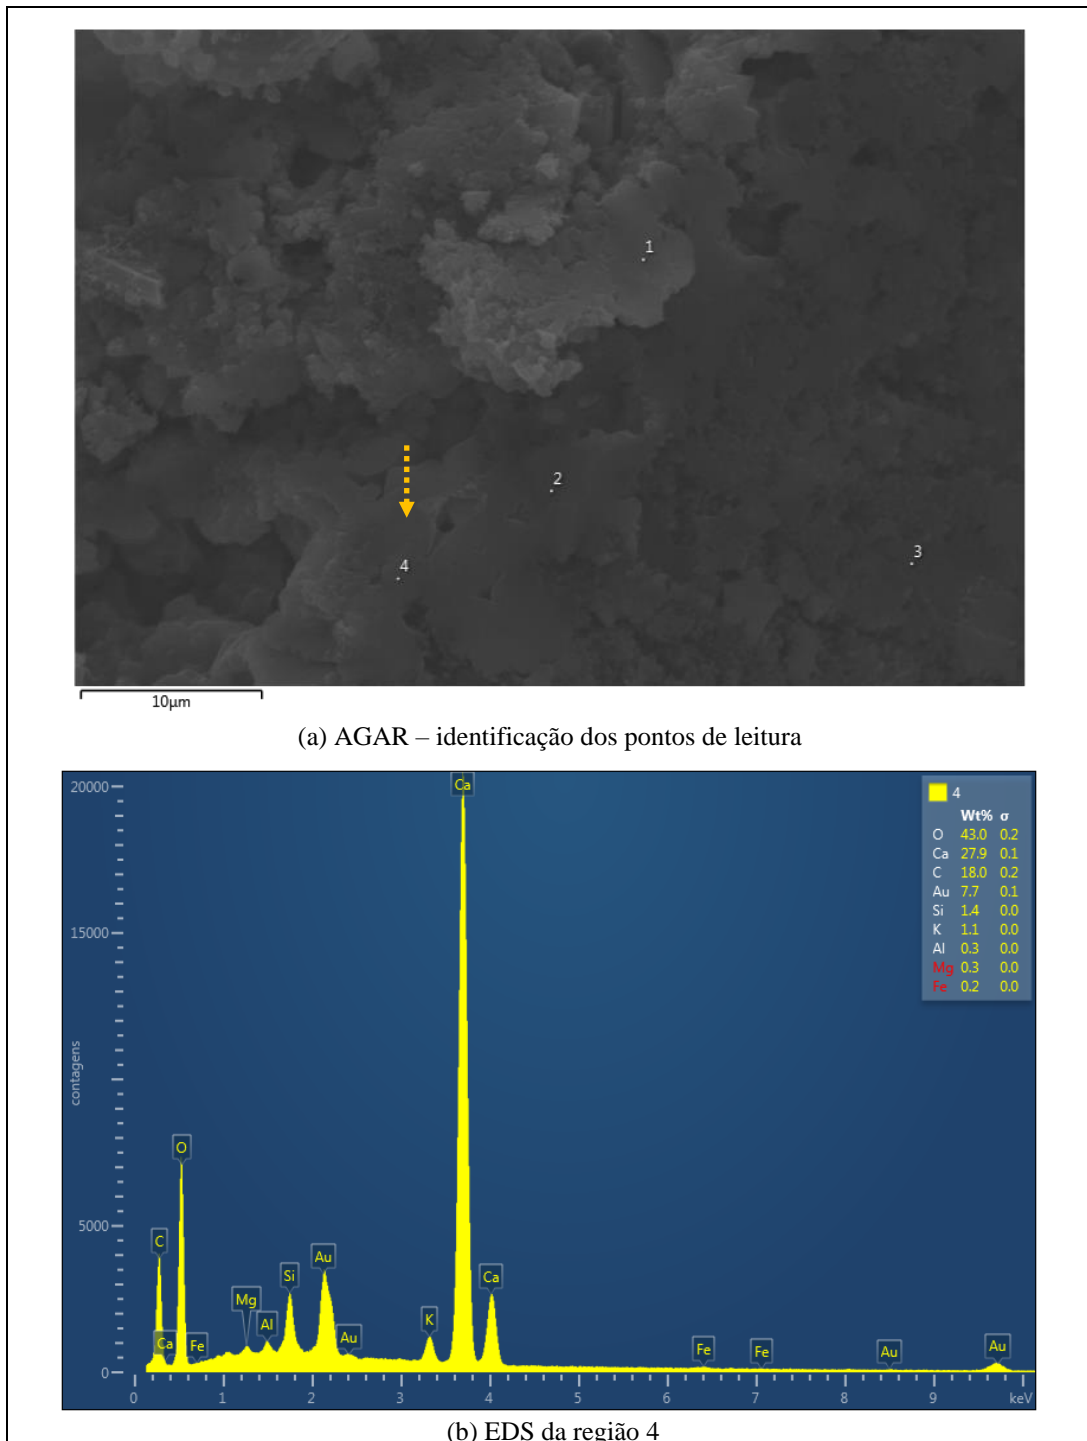 1
2
3
4
10µm
(a) AGAR – identificação dos pontos de leitura
20000
15000
5000
0
contagens
4
Wt% σ
O 43.0 0.2
Ca 27.9 0.1
C 18.0 0.2
Au 7.7 0.1
Si 1.4 0.0
K 1.1 0.0
Al 0.3 0.0
Mg 0.3 0.0
Fe 0.2 0.0
Ca
O
C
Ca
Fe
Mg
Al
Si
Au
Au
K
Ca
Fe
Fe
Au
Au
0 1 2 3 4 5 6 7 8 9 keV
(b) EDS da região 4